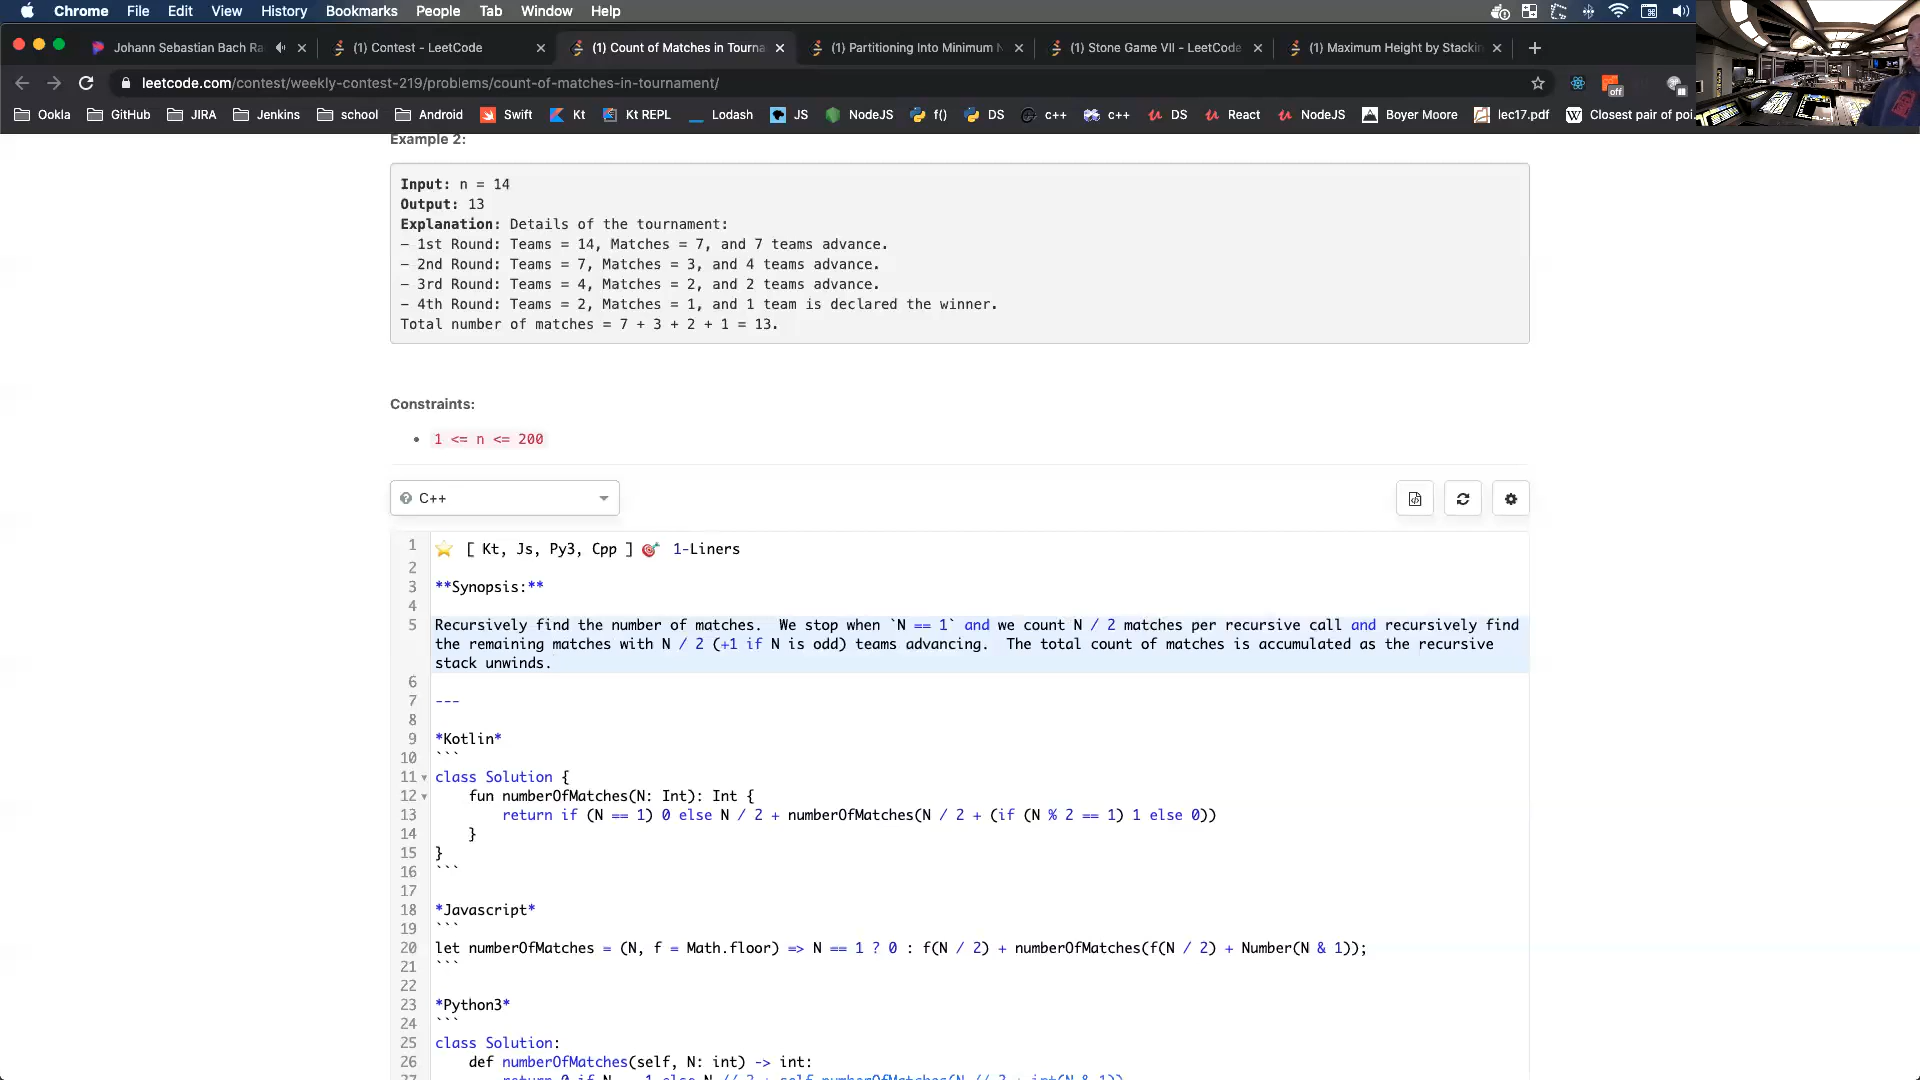 Chrome File Edit View History Bookmarks People Tab Window Help
Johann Sebastian Bach Ra
(1) Contest - LeetCode
(1) Count of Matches in Tourna
(1) Partitioning Into Minimum N
(1) Stone Game VII - LeetCode
(1) Maximum Height by Stackin
leetcode.com/contest/weekly-contest-219/problems/count-of-matches-in-tournament/
off
Ookla GitHub JIRA Jenkins school Android Swift Kt Kt REPL Lodash JS NodeJS f() DS c++ c++ DS React NodeJS Boyer Moore lec17.pdf Closest pair of poi
Example 2:
Input: n = 14
Output: 13
Explanation: Details of the tournament:
– 1st Round: Teams = 14, Matches = 7, and 7 teams advance.
– 2nd Round: Teams = 7, Matches = 3, and 4 teams advance.
– 3rd Round: Teams = 4, Matches = 2, and 2 teams advance.
– 4th Round: Teams = 2, Matches = 1, and 1 team is declared the winner.
Total number of matches = 7 + 3 + 2 + 1 = 13.
Constraints:
• 1 <= n <= 200
C++
1 ⭐ [ Kt, Js, Py3, Cpp ] 🎯 1-Liners
2
3 **Synopsis:**
4
5 Recursively find the number of matches.  We stop when `N == 1` and we count N / 2 matches per recursive call and recursively find
the remaining matches with N / 2 (+1 if N is odd) teams advancing.  The total count of matches is accumulated as the recursive
stack unwinds.
6
7 ---
8
9 *Kotlin*
10 ```
11 class Solution {
12     fun numberOfMatches(N: Int): Int {
13         return if (N == 1) 0 else N / 2 + numberOfMatches(N / 2 + (if (N % 2 == 1) 1 else 0))
14     }
15 }
16 ```
17
18 *Javascript*
19 ```
20 let numberOfMatches = (N, f = Math.floor) => N == 1 ? 0 : f(N / 2) + numberOfMatches(f(N / 2) + Number(N & 1));
21 ```
22
23 *Python3*
24 ```
25 class Solution:
26     def numberOfMatches(self, N: int) -> int: